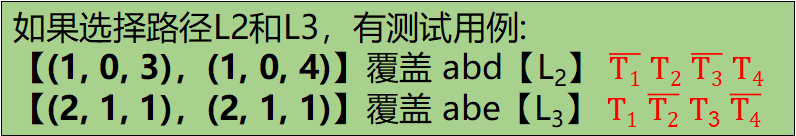 如果选择路径L2和L3，有测试用例:
【(1, 0, 3)，(1, 0, 4)】覆盖 abd【L₂】 T̅₁ T₂ T̅₃ T₄
【(2, 1, 1)，(2, 1, 1)】覆盖 abe【L₃】 T₁ T̅₂ T₃ T̅₄